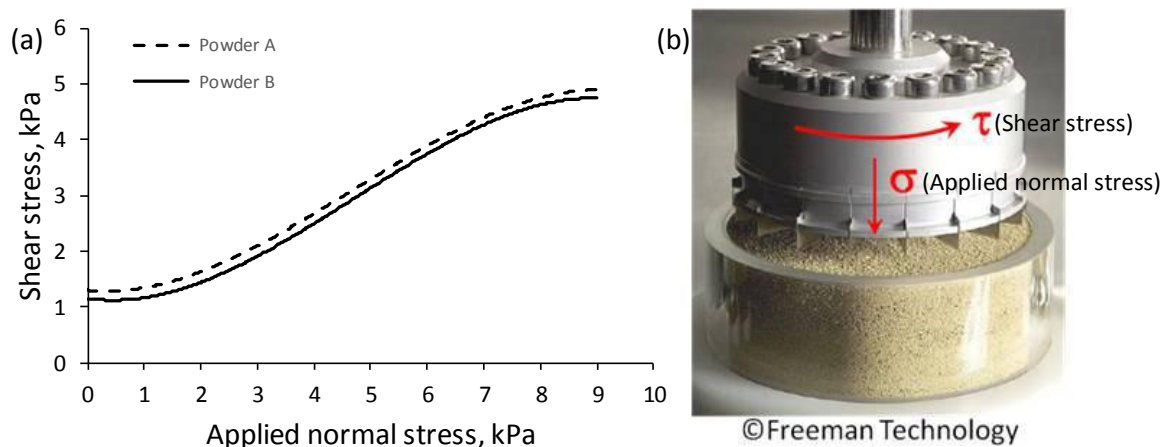 (a)
Powder A
Powder B
6
5
4
3
2
1
0
Shear stress, kPa
0 1 2 3 4 5 6 7 8 9 10
Applied normal stress, kPa
(b)
τ (Shear stress)
σ (Applied normal stress)
©Freeman Technology